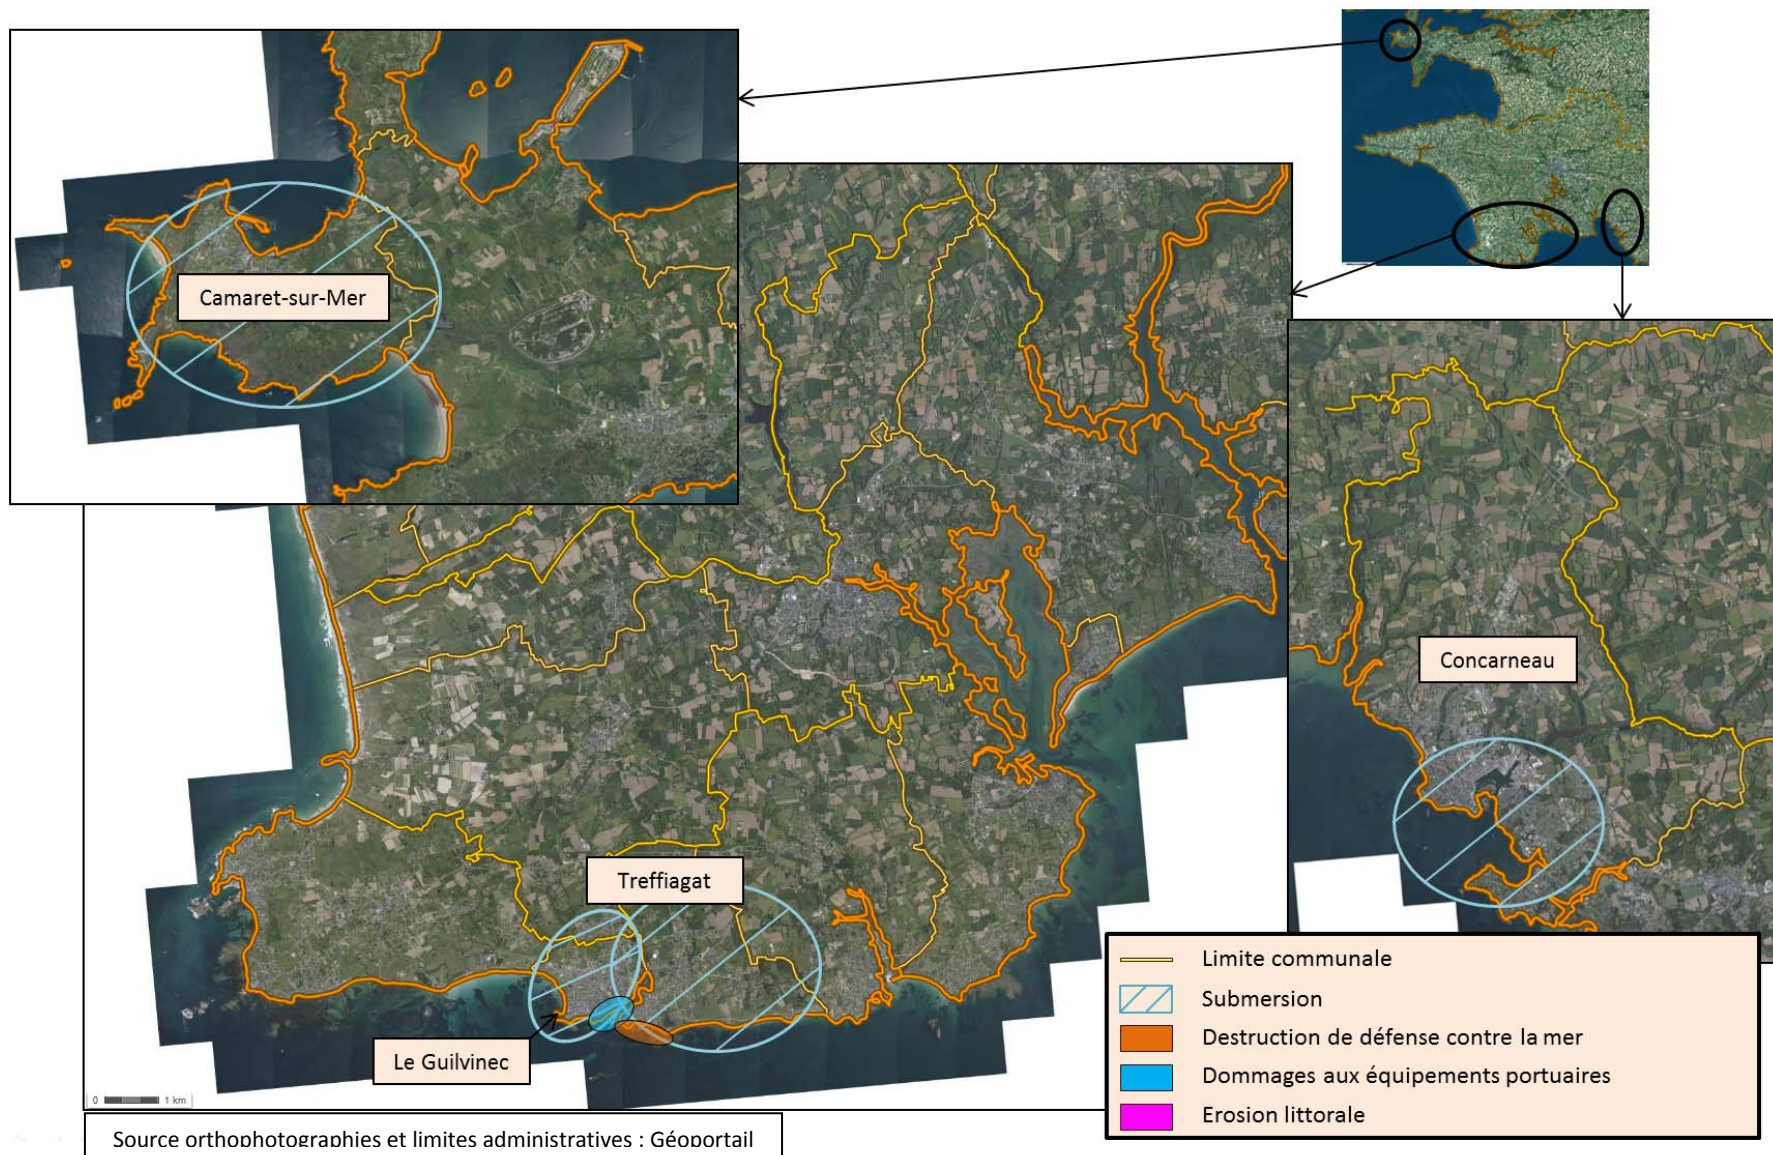 Camaret-sur-Mer
Concarneau
Treffiagat
Le Guilvinec
0 1 km
Limite communale
Submersion
Destruction de défense contre la mer
Dommages aux équipements portuaires
Erosion littorale
Source orthophotographies et limites administratives : Géoportail